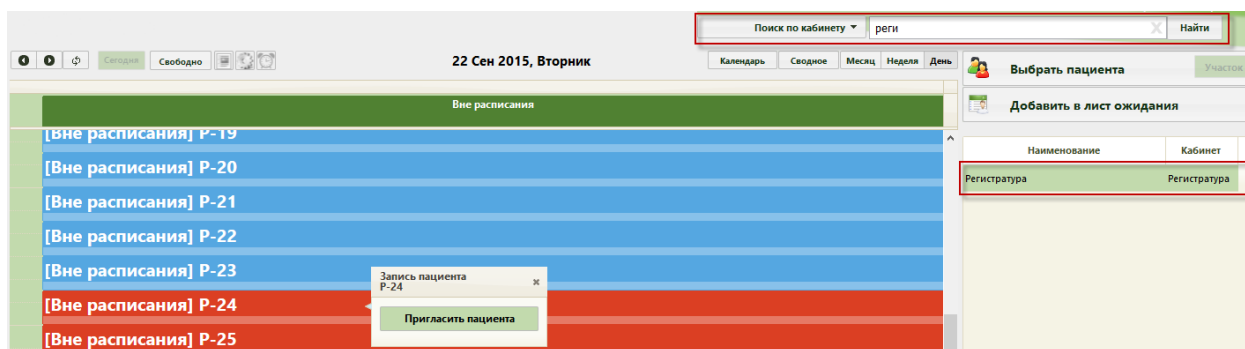 Поиск по кабинету реги Найти
Сегодня Свободно 22 Сен 2015, Вторник Календарь Сводное Месяц Неделя День
Выбрать пациента Участок
Добавить в лист ожидания
Вне расписания
Наименование Кабинет
Регистратура Регистратура
[Вне расписания] Р-19
[Вне расписания] Р-20
[Вне расписания] Р-21
[Вне расписания] Р-22
[Вне расписания] Р-23
Запись пациента
Р-24
[Вне расписания] Р-24
Пригласить пациента
[Вне расписания] Р-25